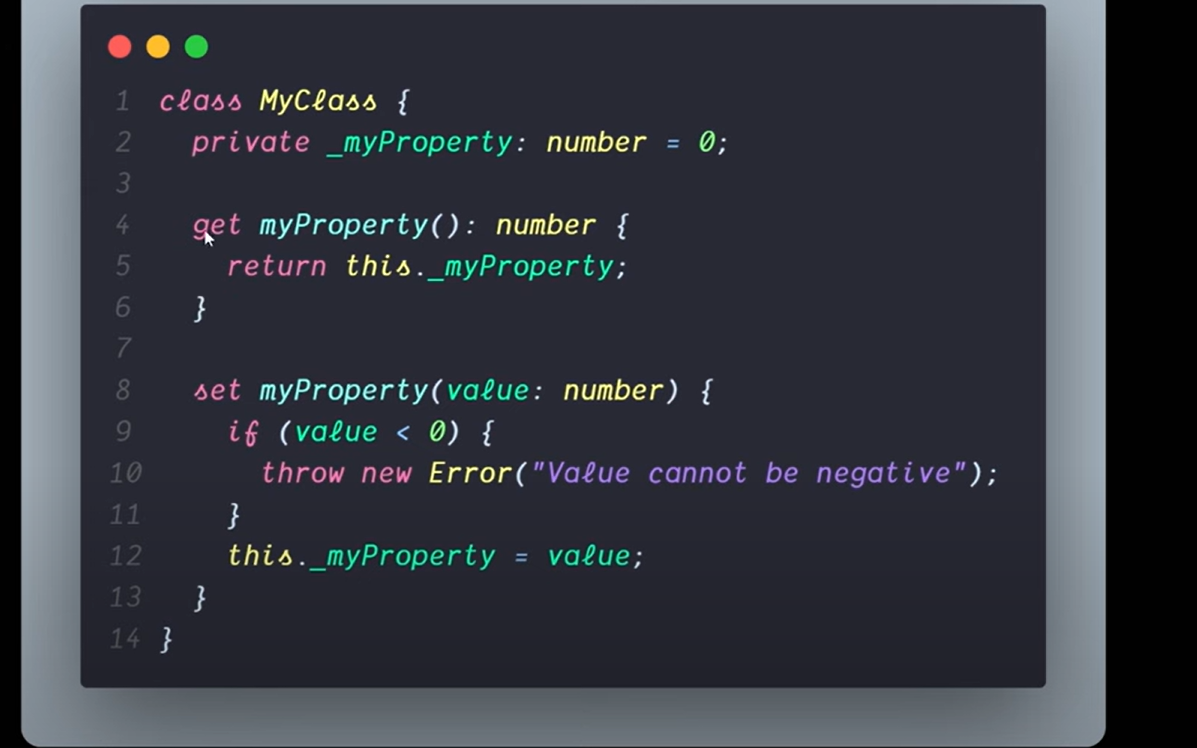 1 class MyClass {
2 private _myProperty: number = 0;
3
4 get myProperty(): number {
5 return this._myProperty;
6 }
7
8 set myProperty(value: number) {
9 if (value < 0) {
10 throw new Error("Value cannot be negative");
11 }
12 this._myProperty = value;
13 }
14 }